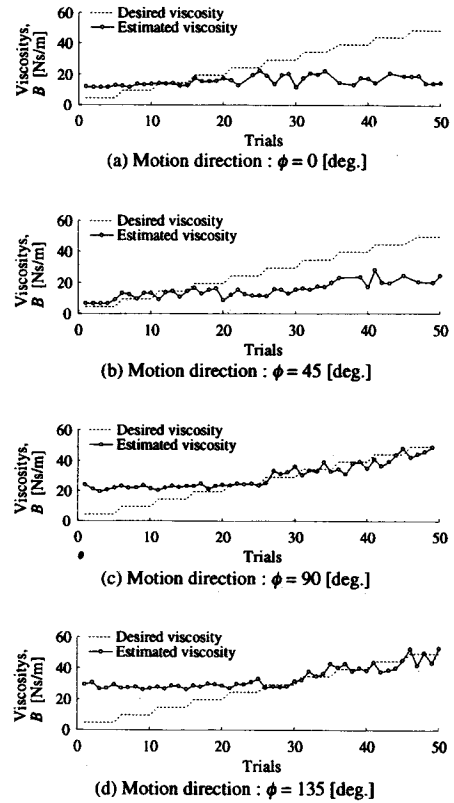 Viscositys,
B [Ns/m]
60
40
20
0
Desired viscosity
Estimated viscosity
0 10 20 30 40 50
Trials
(a) Motion direction : ϕ = 0 [deg.]
Viscositys,
B [Ns/m]
60
40
20
0
Desired viscosity
Estimated viscosity
0 10 20 30 40 50
Trials
(b) Motion direction : ϕ = 45 [deg.]
Viscositys,
B [Ns/m]
60
40
20
0
Desired viscosity
Estimated viscosity
0 10 20 30 40 50
Trials
(c) Motion direction : ϕ = 90 [deg.]
Viscositys,
B [Ns/m]
60
40
20
0
Desired viscosity
Estimated viscosity
0 10 20 30 40 50
Trials
(d) Motion direction : ϕ = 135 [deg.]